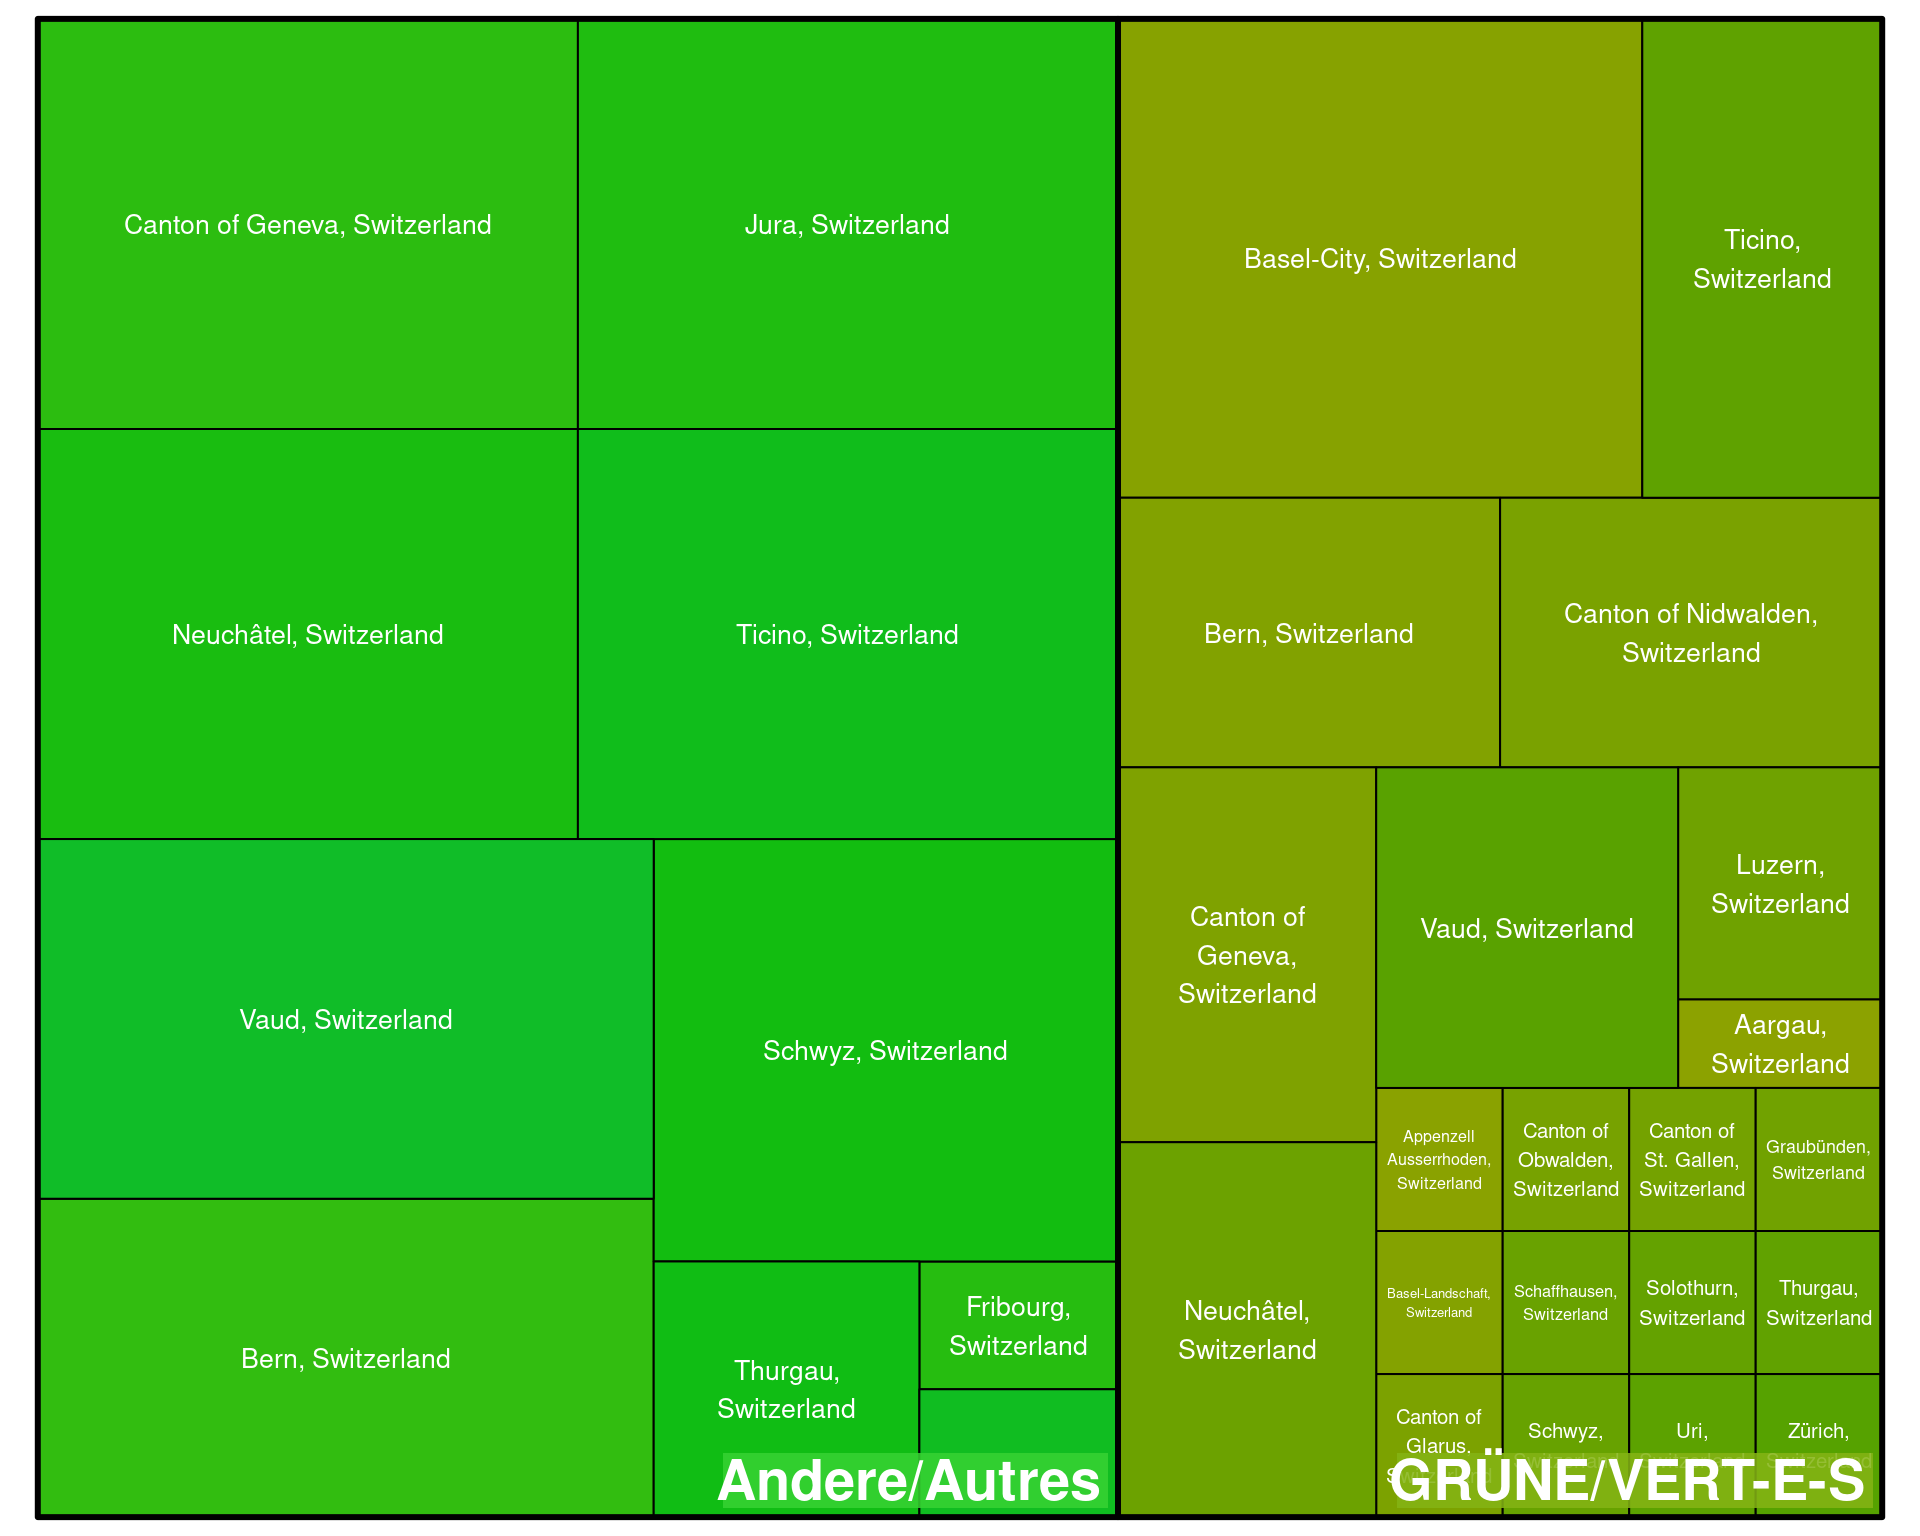 Canton of Geneva, Switzerland
Jura, Switzerland
Neuchâtel, Switzerland
Ticino, Switzerland
Vaud, Switzerland
Schwyz, Switzerland
Bern, Switzerland
Thurgau,
Switzerland
Fribourg,
Switzerland
Andere/Autres
Basel-City, Switzerland
Ticino,
Switzerland
Bern, Switzerland
Canton of Nidwalden,
Switzerland
Canton of
Geneva,
Switzerland
Vaud, Switzerland
Luzern,
Switzerland
Aargau,
Switzerland
Neuchâtel,
Switzerland
Appenzell
Ausserrhoden,
Switzerland
Canton of
Obwalden,
Switzerland
Canton of
St. Gallen,
Switzerland
Graubünden,
Switzerland
Basel-Landschaft,
Switzerland
Schaffhausen,
Switzerland
Solothurn,
Switzerland
Thurgau,
Switzerland
Canton of
Glarus,
Schwyz,
Uri,
Zürich,
GRÜNE/VERT-E-S